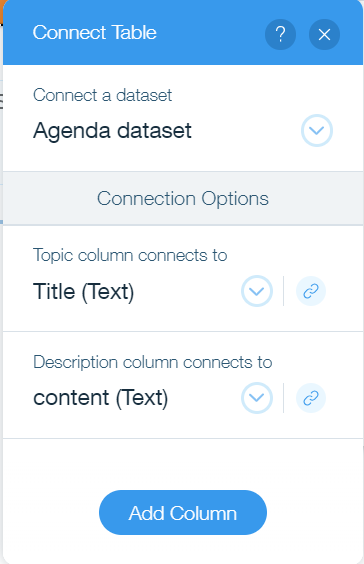 Connect Table
?
Connect a dataset
Agenda dataset
Connection Options
Topic column connects to
Title (Text)
Description column connects to
content (Text)
Add Column